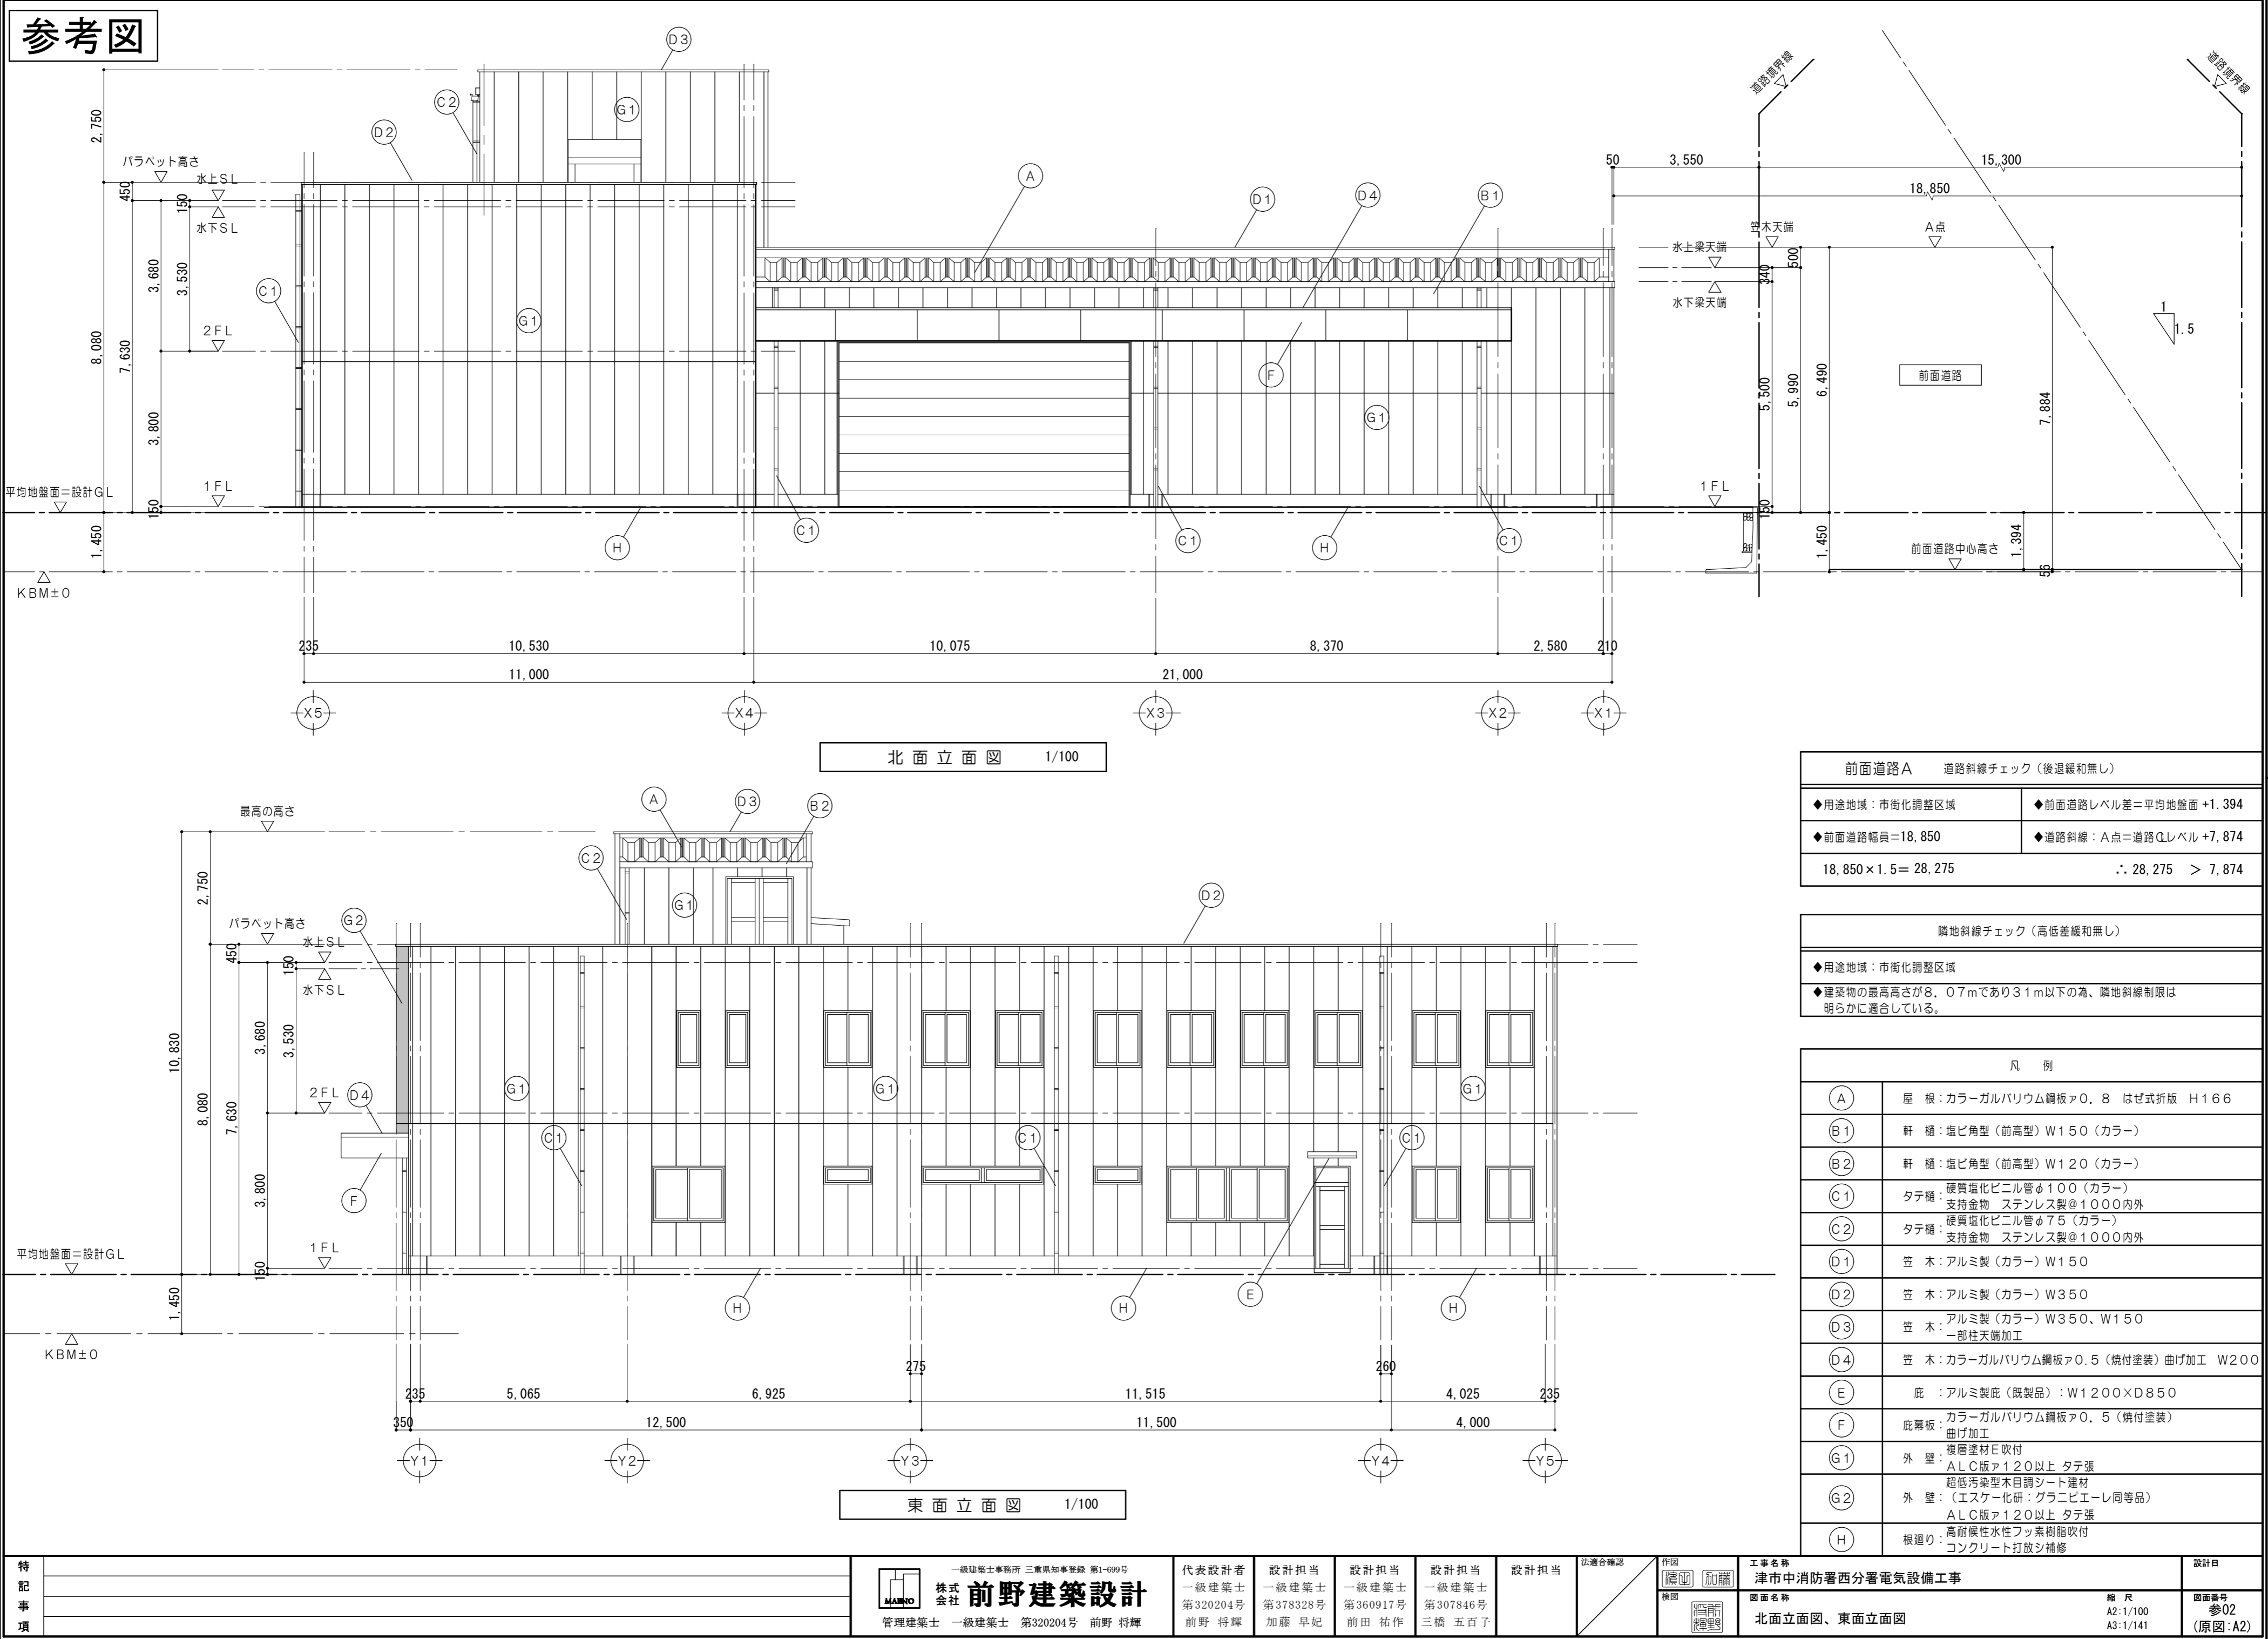 参考図
D3
C2
G1
D2
2,750
パラペット高さ
水上SL
水下SL
450
150
3,680
3,530
2FL
8,080
7,630
3,800
1FL
150
平均地盤面=設計GL
1,450
KBM±0
C1
G1
A
D1
D4
B1
F
G1
H
C1
C1
H
C1
50
3,550
15,300
18,850
道路境界線
道路境界線
水上梁天端
水下梁天端
笠木天端
A点
500
340
5,500
5,990
6,490
7,884
1
1.5
前面道路
1FL
150
1,450
前面道路中心高さ
1,394
56
235
10,530
10,075
8,370
2,580
210
11,000
21,000
X5
X4
X3
X2
X1
北面立面図 1/100
最高の高さ
A
D3
B2
C2
G1
D2
G2
2,750
パラペット高さ
水上SL
水下SL
450
150
10,830
3,680
3,530
8,080
7,630
2FL
D4
F
3,800
1FL
150
平均地盤面=設計GL
1,450
KBM±0
G1
G1
G1
C1
C1
C1
H
H
E
H
275
260
235
5,065
6,925
11,515
4,025
235
350
12,500
11,500
4,000
Y1
Y2
Y3
Y4
Y5
東面立面図 1/100
前面道路A 道路斜線チェック(後退緩和無し)
◆用途地域:市街化調整区域
◆前面道路レベル差=平均地盤面+1.394
◆前面道路幅員=18,850
◆道路斜線:A点=道路℄レベル+7,874
18,850×1.5= 28,275
∴ 28,275 > 7,874
隣地斜線チェック(高低差緩和無し)
◆用途地域:市街化調整区域
◆建築物の最高高さが8.07mであり31m以下の為、隣地斜線制限は
明らかに適合している。
凡 例
A 屋 根:カラーガルバリウム鋼板ァ0.8 はぜ式折版 H166
B1 軒 樋:塩ビ角型(前高型)W150(カラー)
B2 軒 樋:塩ビ角型(前高型)W120(カラー)
C1 タテ樋:硬質塩化ビニル管φ100(カラー)
支持金物 ステンレス製@1000内外
C2 タテ樋:硬質塩化ビニル管φ75(カラー)
支持金物 ステンレス製@1000内外
D1 笠 木:アルミ製(カラー)W150
D2 笠 木:アルミ製(カラー)W350
D3 笠 木:アルミ製(カラー)W350、W150
一部柱天端加工
D4 笠 木:カラーガルバリウム鋼板ァ0.5(焼付塗装)曲げ加工 W200
E 庇 :アルミ製庇(既製品):W1200×D850
F 庇幕板:カラーガルバリウム鋼板ァ0.5(焼付塗装)
曲げ加工
G1 外 壁:複層塗材E吹付
ALC版ァ120以上 タテ張
G2 外 壁:超低汚染型木目調シート建材
(エスケー化研:グラニピエーレ同等品)
ALC版ァ120以上 タテ張
H 根廻り:高耐候性水性フッ素樹脂吹付
コンクリート打放シ補修
特記事項
MAENO
一級建築士事務所 三重県知事登録 第1-699号
株式会社 前野建築設計
管理建築士 一級建築士 第320204号 前野 将輝
代表設計者
一級建築士
第320204号
前野 将輝
設計担当
一級建築士
第378328号
加藤 早妃
設計担当
一級建築士
第360917号
前田 祐作
設計担当
一級建築士
第307846号
三橋 五百子
設計担当
法適合確認
作図
加藤
検図
工事名称
津市中消防署西分署電気設備工事
図面名称
北面立面図、東面立面図
縮 尺
A2:1/100
A3:1/141
設計日
図面番号
参02
(原図:A2)